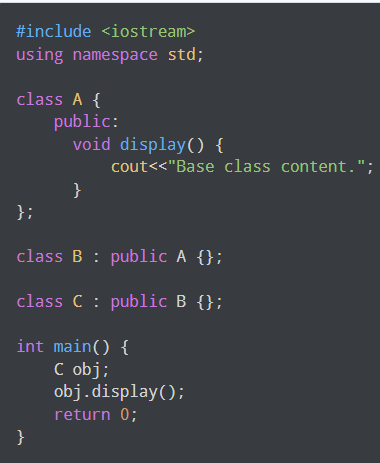 #include <iostream>
using namespace std;

class A {
    public:
      void display() {
          cout<<"Base class content.";
      }
};

class B : public A {};

class C : public B {};

int main() {
    C obj;
    obj.display();
    return 0;
}